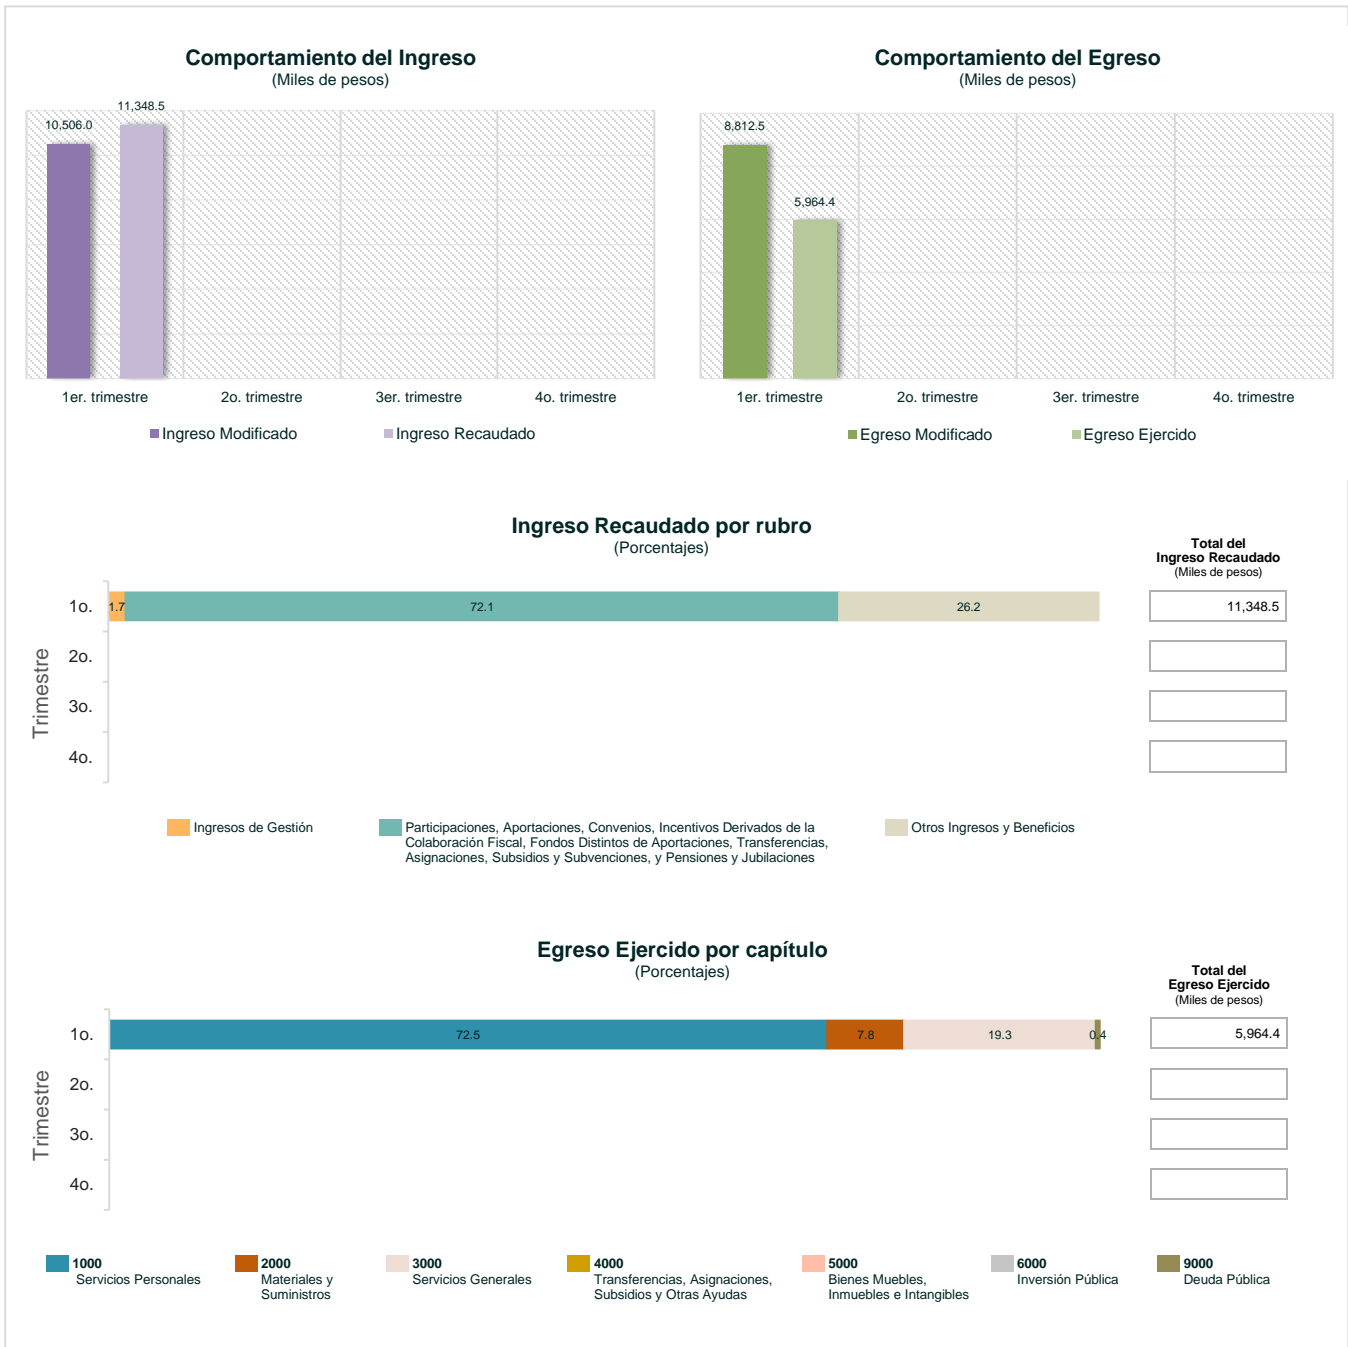 Comportamiento del Ingreso
(Miles de pesos)
11,348.5
10,506.0
1er. trimestre
2o. trimestre
3er. trimestre
4o. trimestre
Ingreso Modificado
Ingreso Recaudado
Comportamiento del Egreso
(Miles de pesos)
8,812.5
5,964.4
1er. trimestre
2o. trimestre
3er. trimestre
4o. trimestre
Egreso Modificado
Egreso Ejercido
Ingreso Recaudado por rubro
(Porcentajes)
Total del
Ingreso Recaudado
(Miles de pesos)
Trimestre
1o.
1.7
72.1
26.2
11,348.5
2o.
3o.
4o.
Ingresos de Gestión
Participaciones, Aportaciones, Convenios, Incentivos Derivados de la
Colaboración Fiscal, Fondos Distintos de Aportaciones, Transferencias,
Asignaciones, Subsidios y Subvenciones, y Pensiones y Jubilaciones
Otros Ingresos y Beneficios
Egreso Ejercido por capítulo
(Porcentajes)
Total del
Egreso Ejercido
(Miles de pesos)
Trimestre
1o.
72.5
7.8
19.3
0.4
5,964.4
2o.
3o.
4o.
1000
Servicios Personales
2000
Materiales y
Suministros
3000
Servicios Generales
4000
Transferencias, Asignaciones,
Subsidios y Otras Ayudas
5000
Bienes Muebles,
Inmuebles e Intangibles
6000
Inversión Pública
9000
Deuda Pública